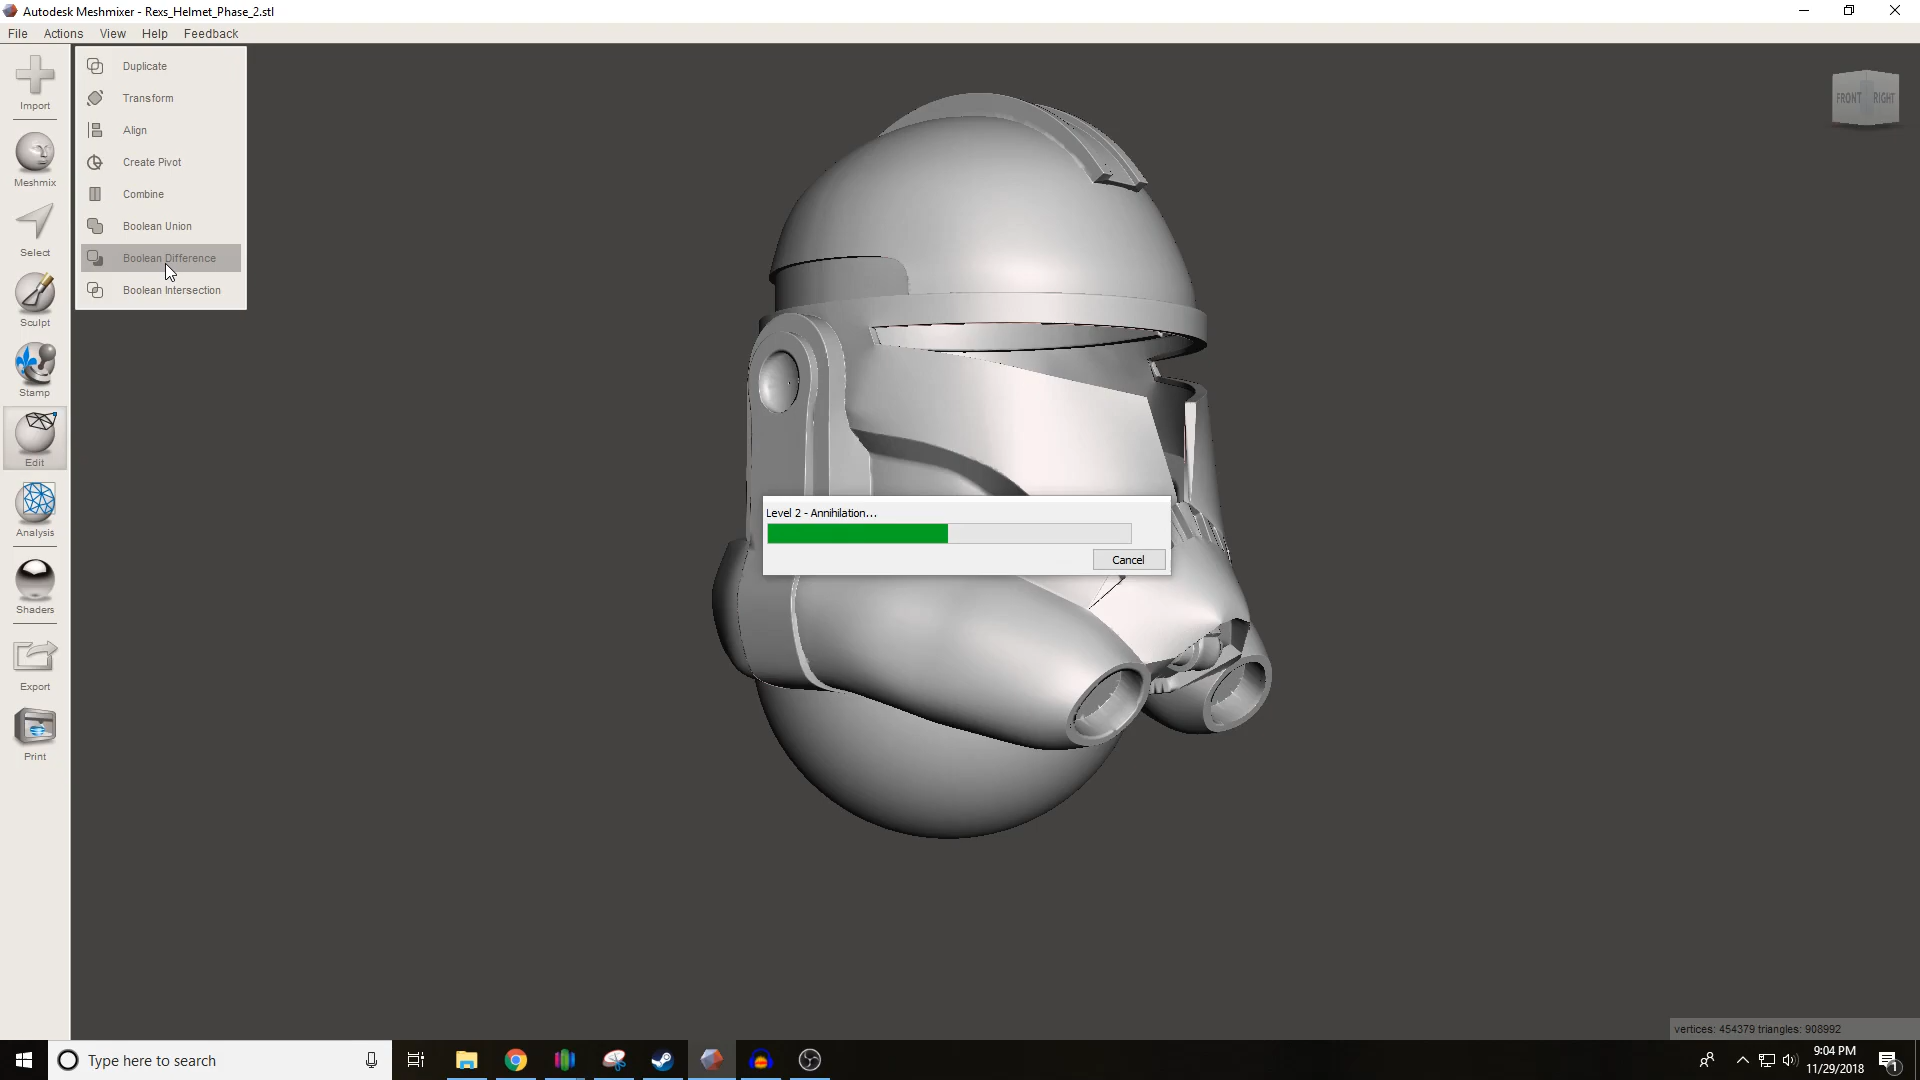 Autodesk Meshmixer - Rexs_Helmet_Phase_2.stl
File Actions View Help Feedback
Import
Meshmix
Select
Sculpt
Stamp
Edit
Analysis
Shaders
Export
Print
Duplicate
Transform
Align
Create Pivot
Combine
Boolean Union
Boolean Difference
Boolean Intersection
FRONT RIGHT
Level 2 - Annihilation...
Cancel
vertices: 454379 triangles: 908992
Type here to search
9:04 PM
11/29/2018
1